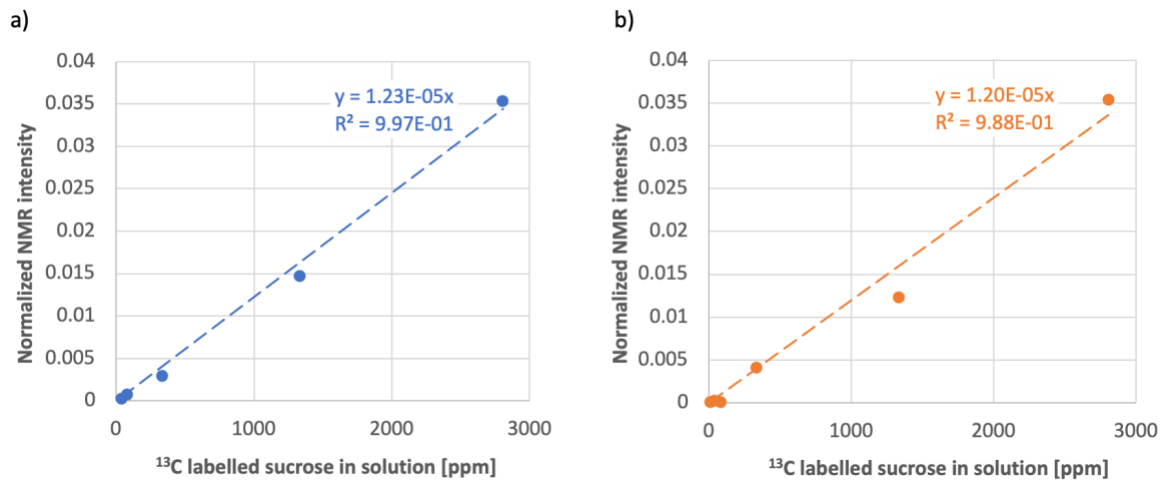 a)
0.04
0.035
0.03
0.025
0.02
0.015
0.01
0.005
0
Normalized NMR intensity
y = 1.23E-05x
R² = 9.97E-01
0 1000 2000 3000
¹³C labelled sucrose in solution [ppm]
b)
0.04
0.035
0.03
0.025
0.02
0.015
0.01
0.005
0
Normalized NMR intensity
y = 1.20E-05x
R² = 9.88E-01
0 1000 2000 3000
¹³C labelled sucrose in solution [ppm]